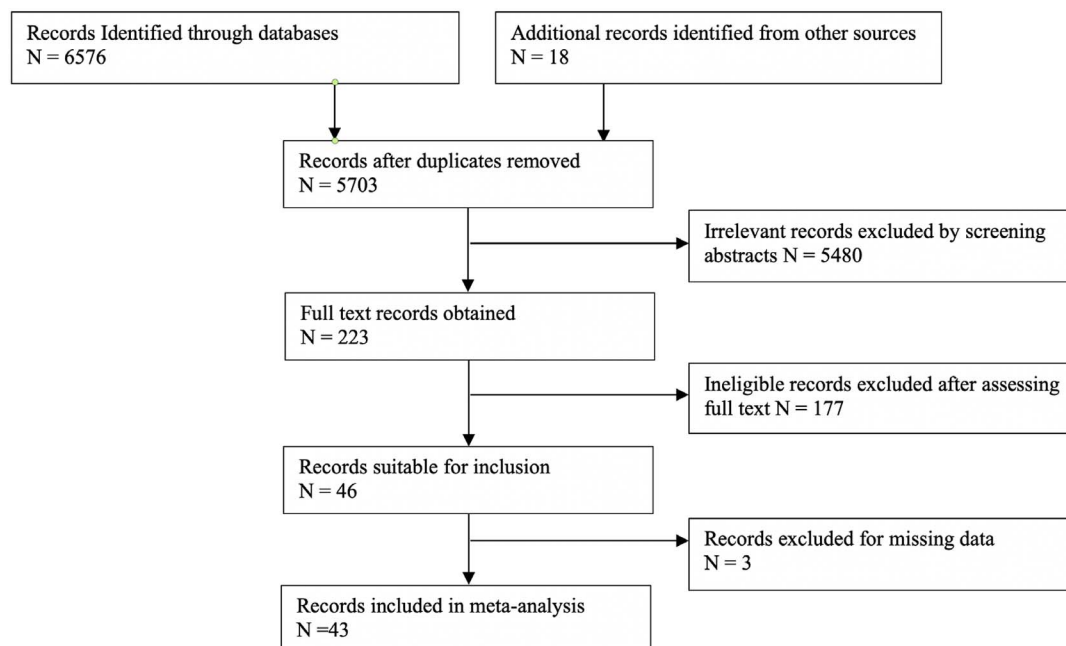 Records Identified through databases
N = 6576
Additional records identified from other sources
N = 18
Records after duplicates removed
N = 5703
Irrelevant records excluded by screening
abstracts N = 5480
Full text records obtained
N = 223
Ineligible records excluded after assessing
full text N = 177
Records suitable for inclusion
N = 46
Records excluded for missing data
N = 3
Records included in meta-analysis
N =43